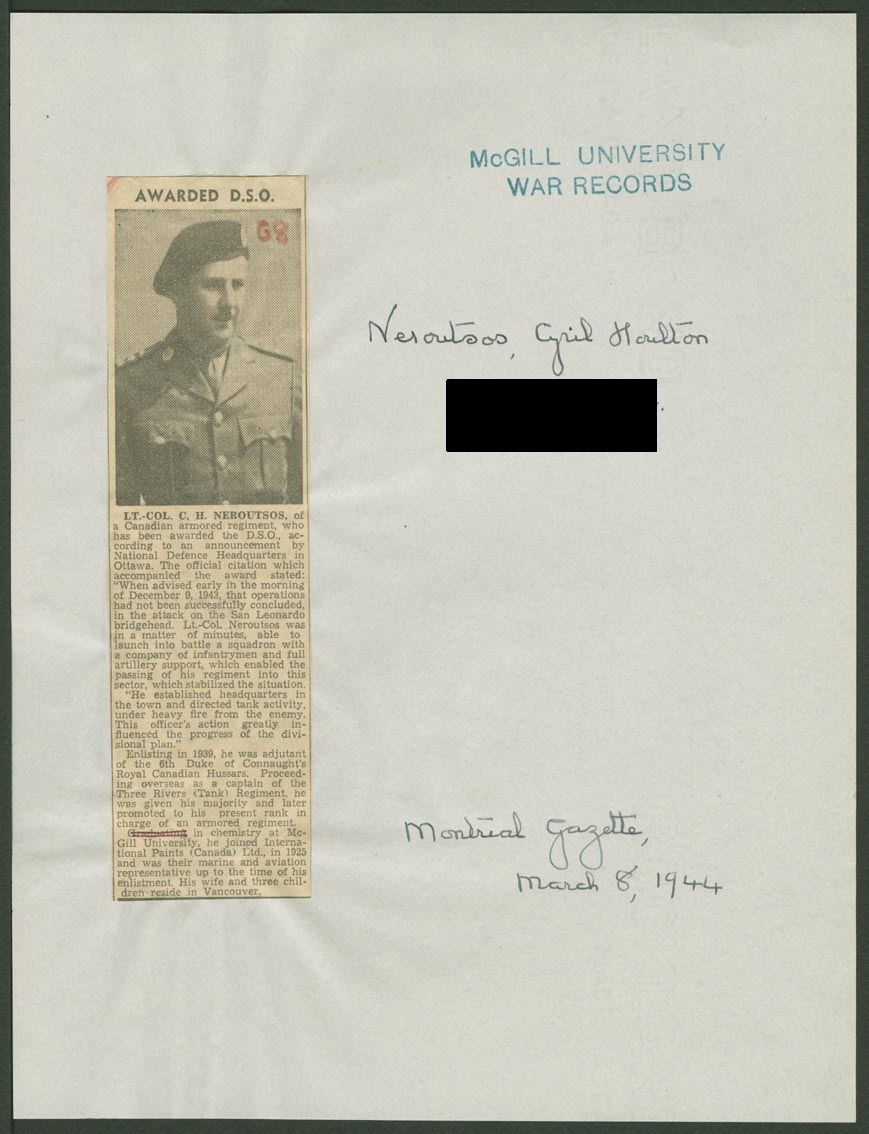 McGILL UNIVERSITY
WAR RECORDS
AWARDED D.S.O.
G8
Neroutsos, Cyril Houlton
LT.-COL. C. H. NEROUTSOS, of
a Canadian armored regiment, who
has been awarded the D.S.O., ac-
cording to an announcement by
National Defence Headquarters in
Ottawa. The official citation which
accompanied the award stated:
"When advised early in the morning
of December 9, 1943, that operations
had not been successfully concluded,
in the attack on the San Leonardo
bridgehead. Lt.-Col. Neroutsos was
in a matter of minutes, able to
launch into battle a squadron with
a company of infantrymen and full
artillery support, which enabled the
passing of his regiment into this
sector, which stabilized the situation.
"He established headquarters in
the town and directed tank activity,
under heavy fire from the enemy.
This officer's action greatly in-
fluenced the progress of the divi-
sional plan."
Enlisting in 1939, he was adjutant
of the 6th Duke of Connaught's
Royal Canadian Hussars. Proceed-
ing overseas as a captain of the
Three Rivers (Tank) Regiment, he
was given his majority and later
promoted to his present rank in
charge of an armored regiment.
Graduating in chemistry at Mc-
Gill University, he joined Interna-
tional Paints (Canada) Ltd., in 1925
and was their marine and aviation
representative up to the time of his
enlistment. His wife and three chil-
dren reside in Vancouver.
Montreal Gazette,
March 8, 1944